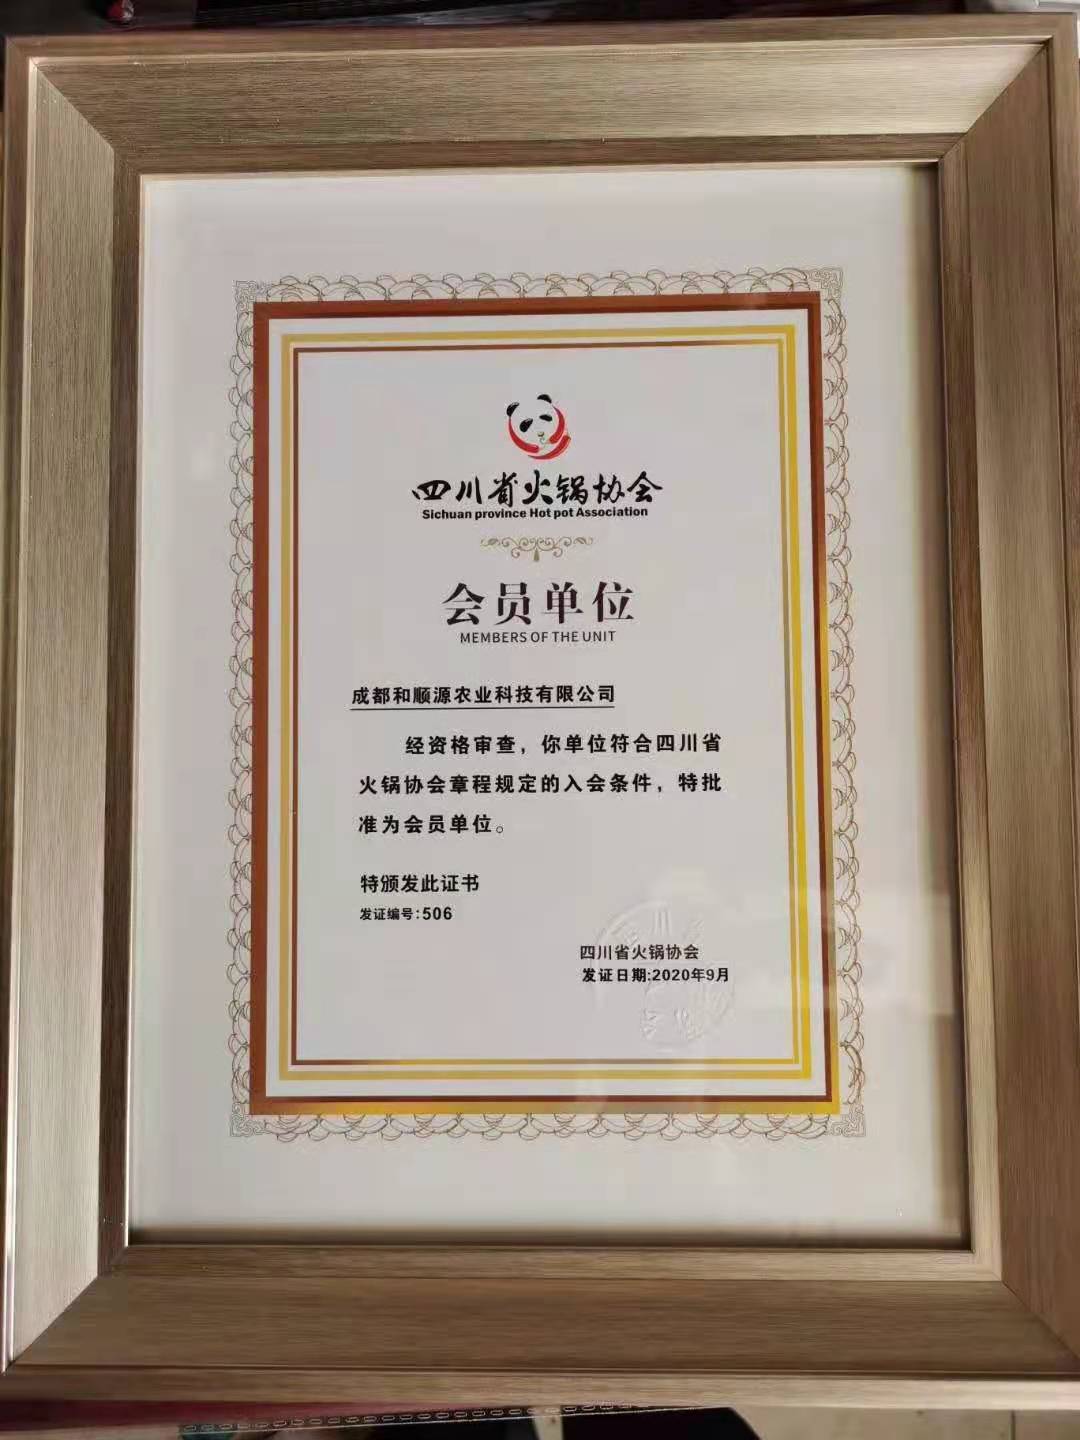 四川省火锅协会
Sichuan province Hot pot Association
会员单位
MEMBERS OF THE UNIT
成都和顺源农业科技有限公司
经资格审查，你单位符合四川省
火锅协会章程规定的入会条件，特批
准为会员单位。
特颁发此证书
发证编号:506
四川省火锅协会
发证日期:2020年9月